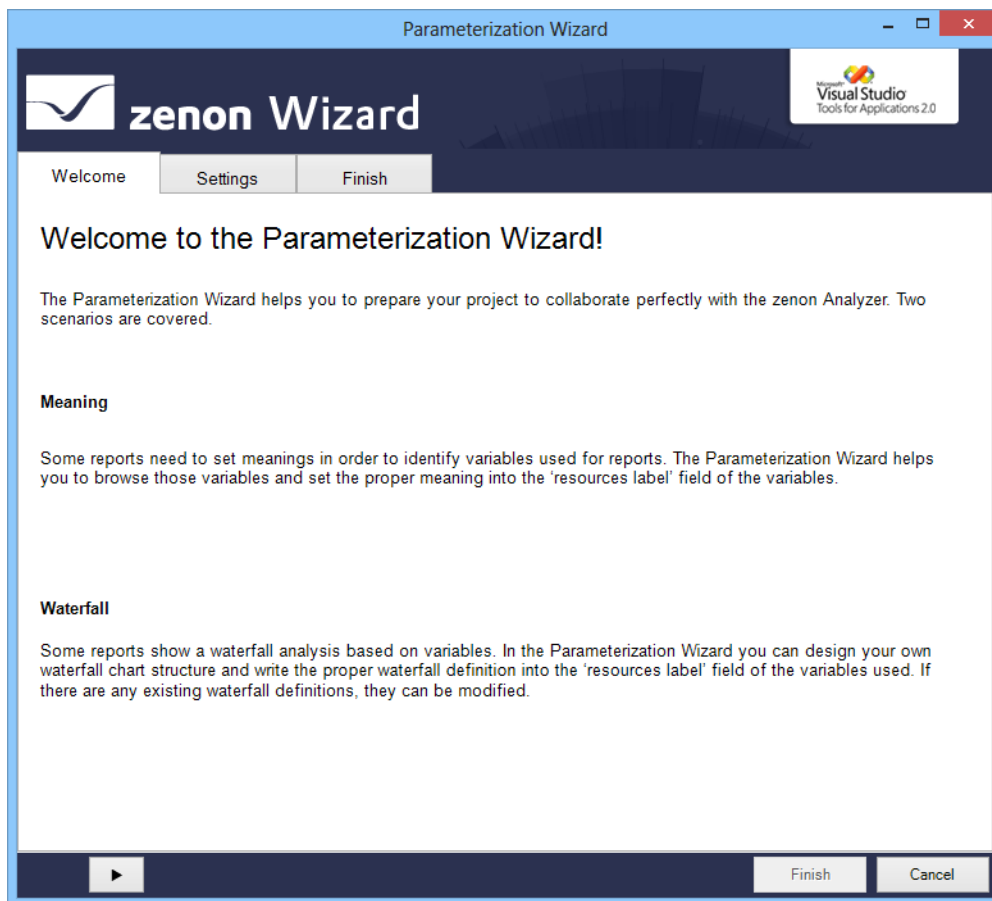 Parameterization Wizard
zenon Wizard
Microsoft
Visual Studio
Tools for Applications 2.0
Welcome
Settings
Finish
Welcome to the Parameterization Wizard!
The Parameterization Wizard helps you to prepare your project to collaborate perfectly with the zenon Analyzer. Two
scenarios are covered.
Meaning
Some reports need to set meanings in order to identify variables used for reports. The Parameterization Wizard helps
you to browse those variables and set the proper meaning into the ‘resources label’ field of the variables.
Waterfall
Some reports show a waterfall analysis based on variables. In the Parameterization Wizard you can design your own
waterfall chart structure and write the proper waterfall definition into the ‘resources label’ field of the variables used. If
there are any existing waterfall definitions, they can be modified.
Finish
Cancel